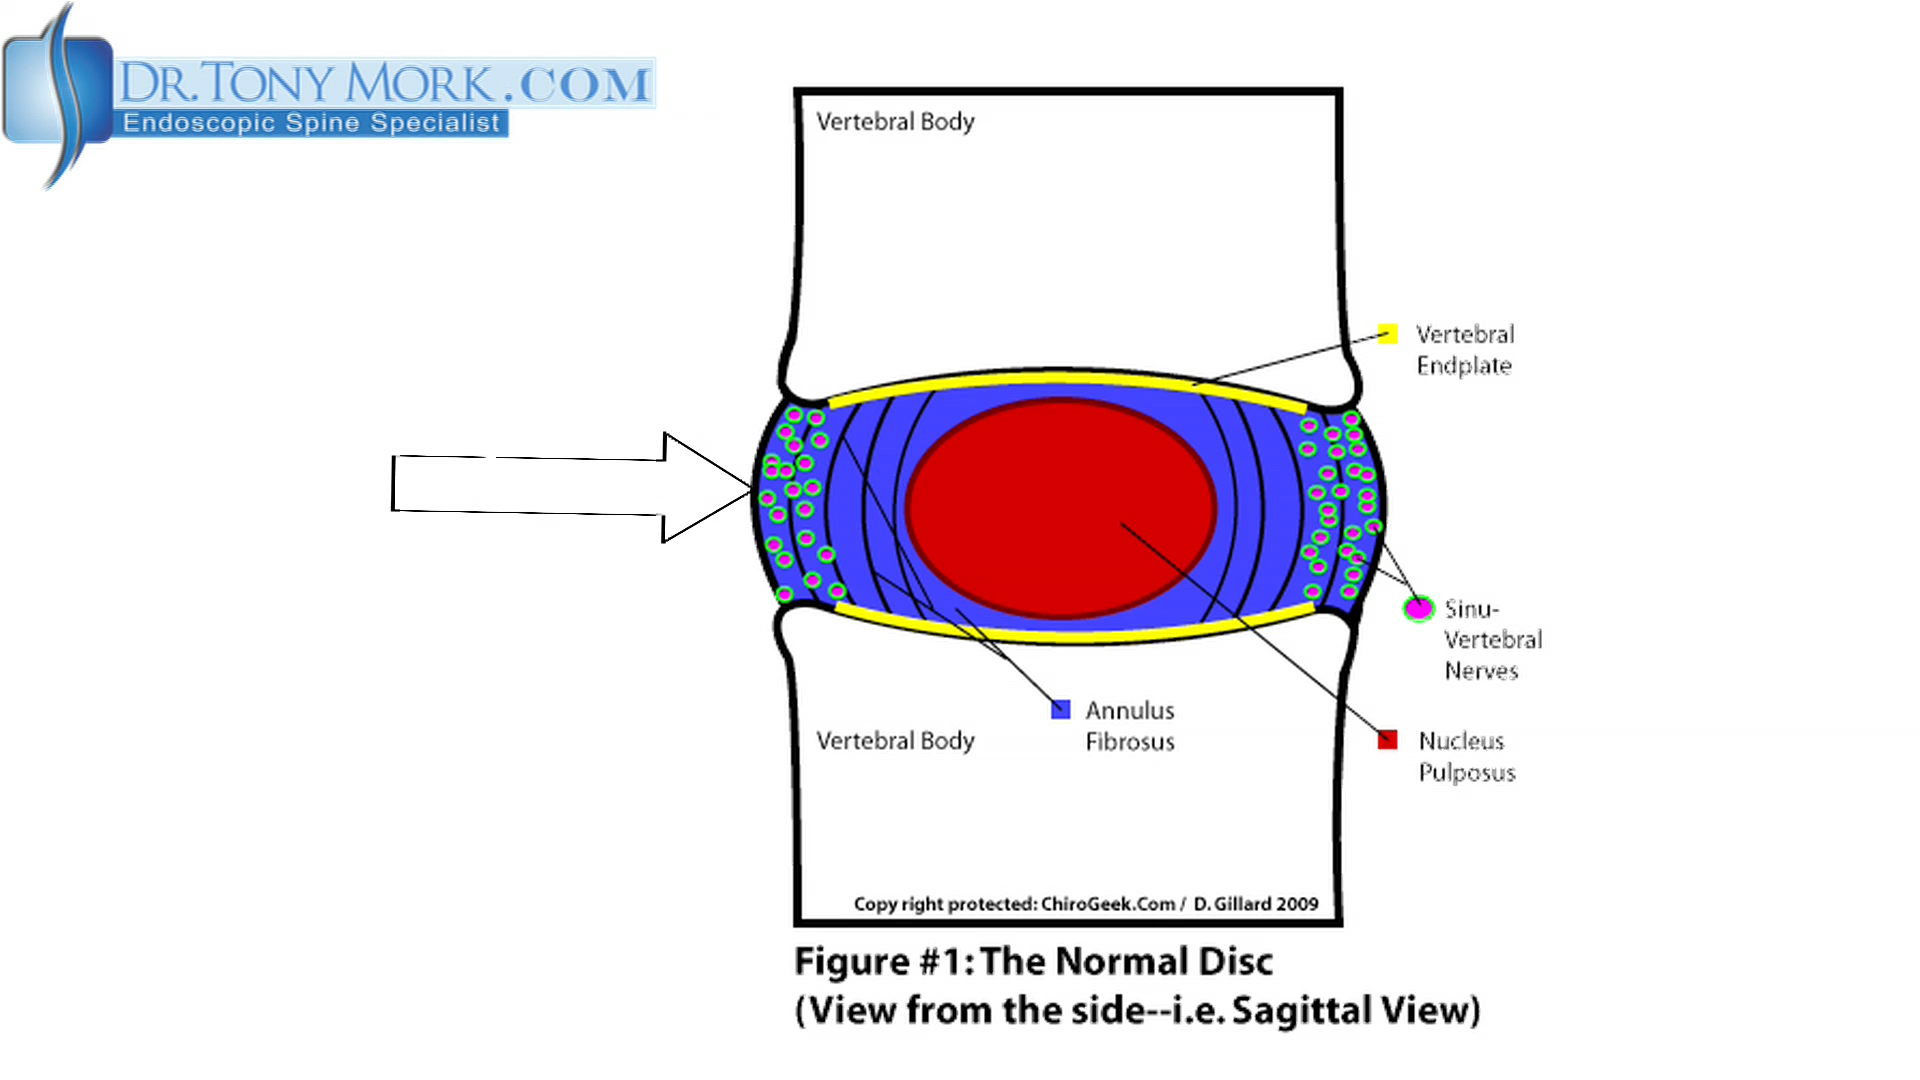 DR.TONY MORK.COM
Endoscopic Spine Specialist
Vertebral Body
Vertebral
Endplate
Sinu-
Vertebral
Nerves
Annulus
Fibrosus
Nucleus
Pulposus
Vertebral Body
Copy right protected: ChiroGeek.Com / D. Gillard 2009
Figure #1: The Normal Disc
(View from the side--i.e. Sagittal View)